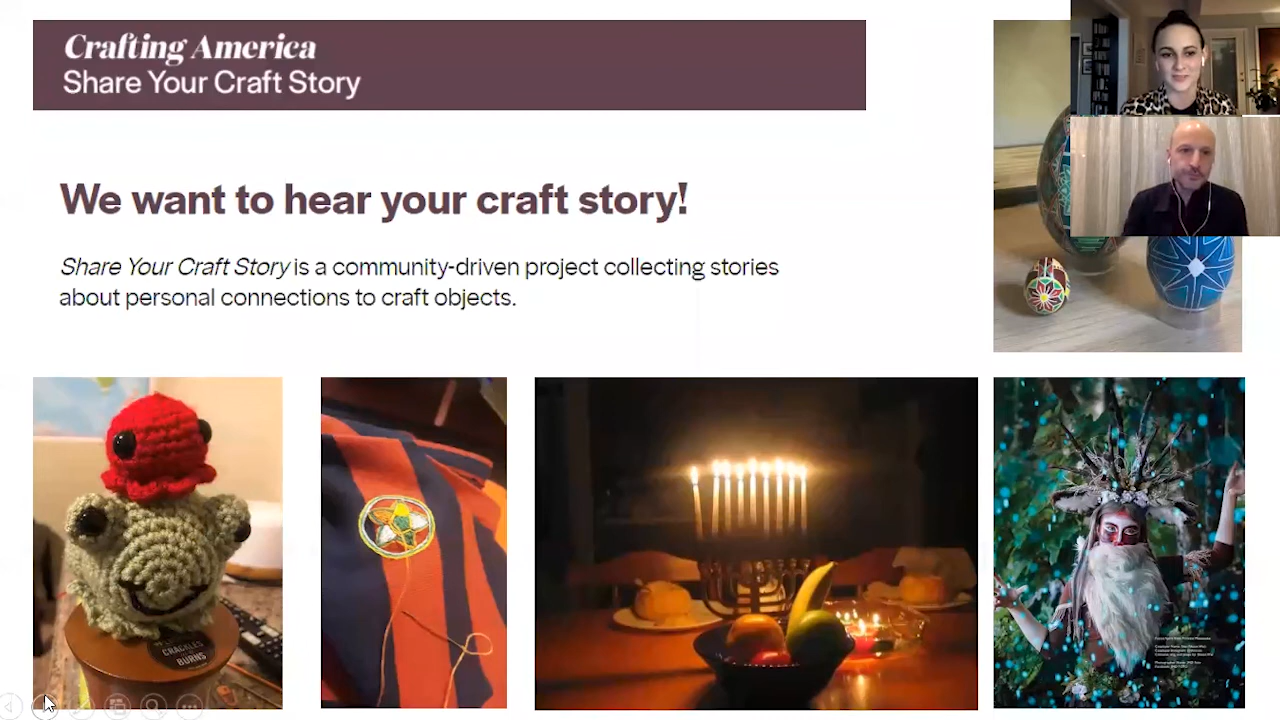 Crafting America
Share Your Craft Story
We want to hear your craft story!
Share Your Craft Story is a community-driven project collecting stories
about personal connections to craft objects.
CRACKLES
BURNS